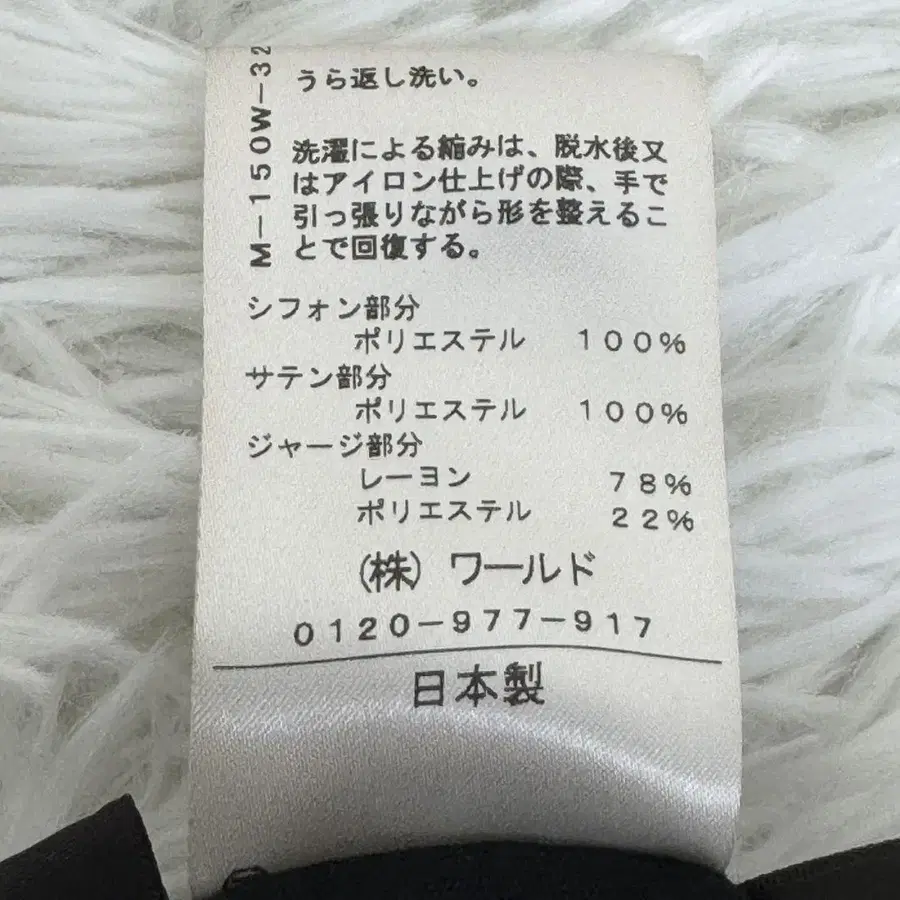 M-150W-32
うら返し洗い。
洗濯による縮みは、脱水後又
はアイロン仕上げの際、手で
引っ張りながら形を整えるこ
とで回復する。
シフォン部分
ポリエステル 100%
サテン部分
ポリエステル 100%
ジャージ部分
レーヨン 78%
ポリエステル 22%
(株) ワールド
0120-977-917
日本製